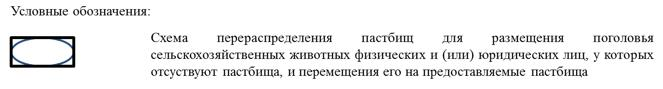 Условные обозначения:
Схема перераспределения пастбищ для размещения поголовья
сельскохозяйственных животных физических и (или) юридических лиц, у которых
отсуствуют пастбища, и перемещения его на предоставляемые пастбища